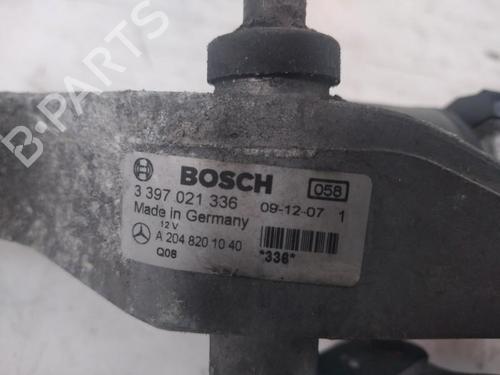 BOSCH 058
3 397 021 336 09-12-07 1
Made in Germany
12 V
A 204 820 10 40
Q08 *336*
B-PARTS